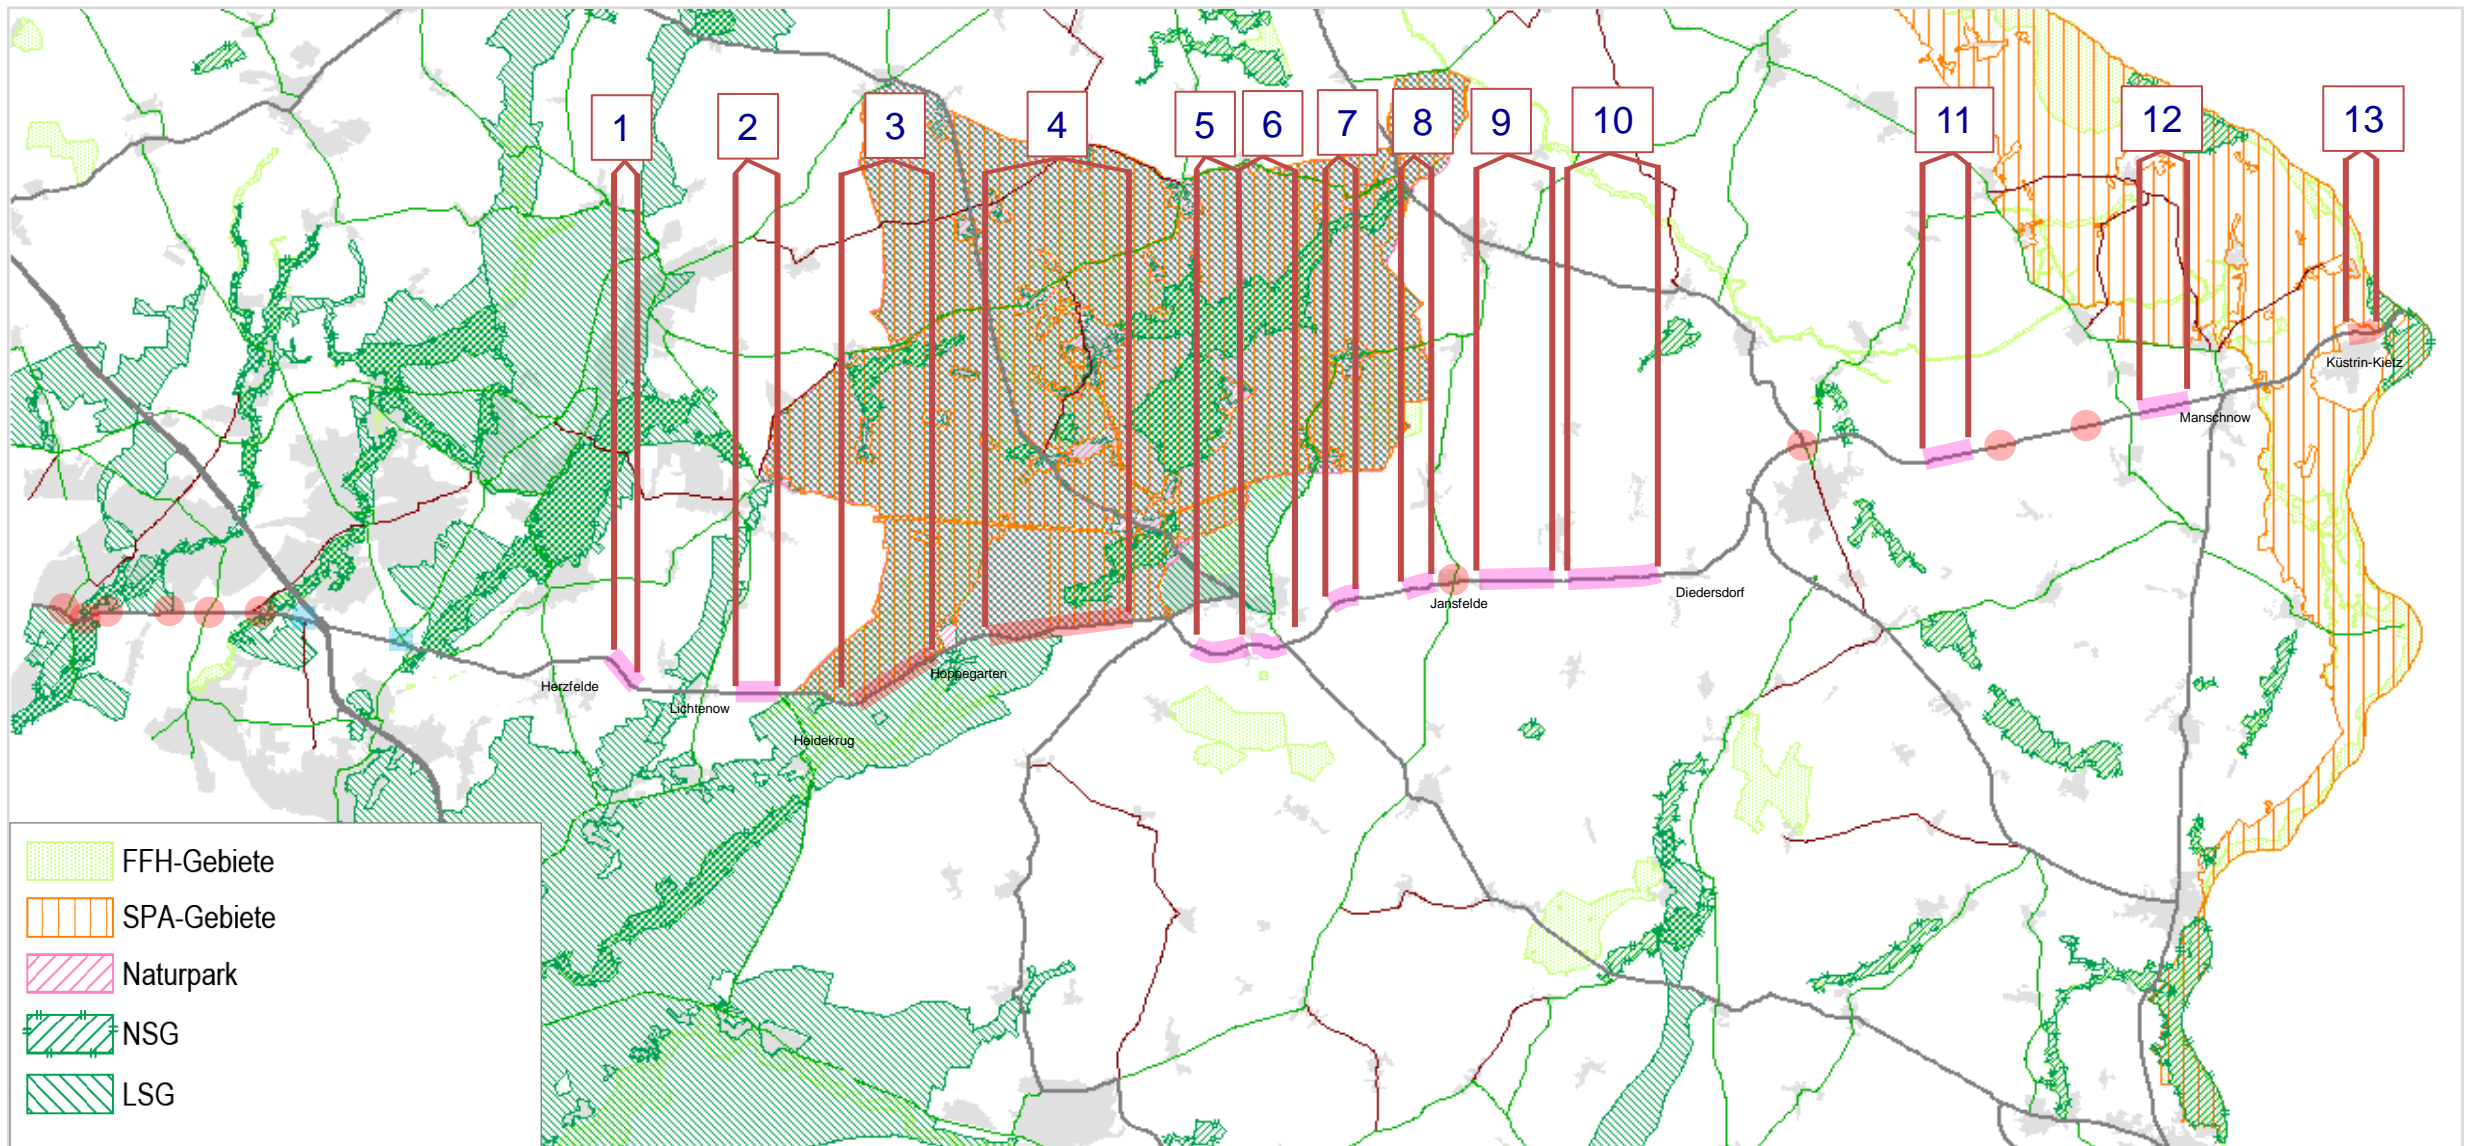 1
2
3
4
5
6
7
8
9
10
11
12
13
Küstrin-Kietz
Manschnow
Jansfelde
Diedersdorf
Hoppegarten
Herzfelde
Lichtenow
Heidekrug
FFH-Gebiete
SPA-Gebiete
Naturpark
NSG
LSG